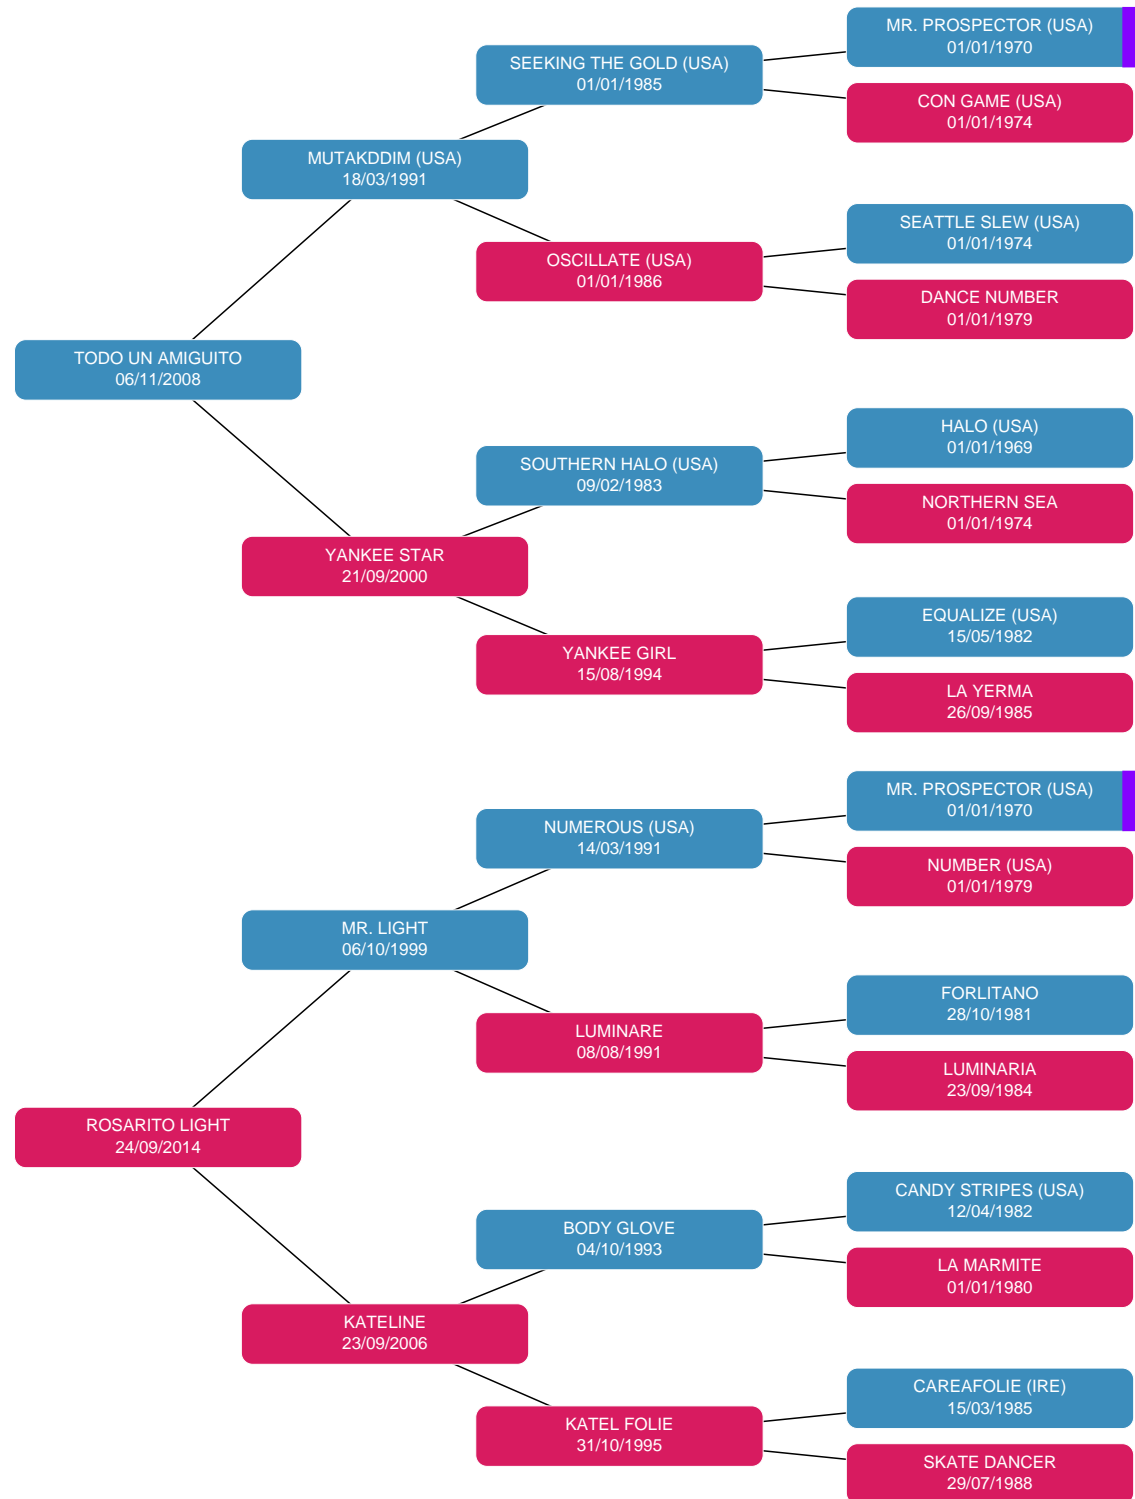 MR. PROSPECTOR (USA)
01/01/1970
SEEKING THE GOLD (USA)
01/01/1985
CON GAME (USA)
01/01/1974
MUTAKDDIM (USA)
18/03/1991
SEATTLE SLEW (USA)
01/01/1974
OSCILLATE (USA)
01/01/1986
DANCE NUMBER
01/01/1979
TODO UN AMIGUITO
06/11/2008
HALO (USA)
01/01/1969
SOUTHERN HALO (USA)
09/02/1983
NORTHERN SEA
01/01/1974
YANKEE STAR
21/09/2000
EQUALIZE (USA)
15/05/1982
YANKEE GIRL
15/08/1994
LA YERMA
26/09/1985
MR. PROSPECTOR (USA)
01/01/1970
NUMEROUS (USA)
14/03/1991
NUMBER (USA)
01/01/1979
MR. LIGHT
06/10/1999
FORLITANO
28/10/1981
LUMINARE
08/08/1991
LUMINARIA
23/09/1984
ROSARITO LIGHT
24/09/2014
CANDY STRIPES (USA)
12/04/1982
BODY GLOVE
04/10/1993
LA MARMITE
01/01/1980
KATELINE
23/09/2006
CAREAFOLIE (IRE)
15/03/1985
KATEL FOLIE
31/10/1995
SKATE DANCER
29/07/1988